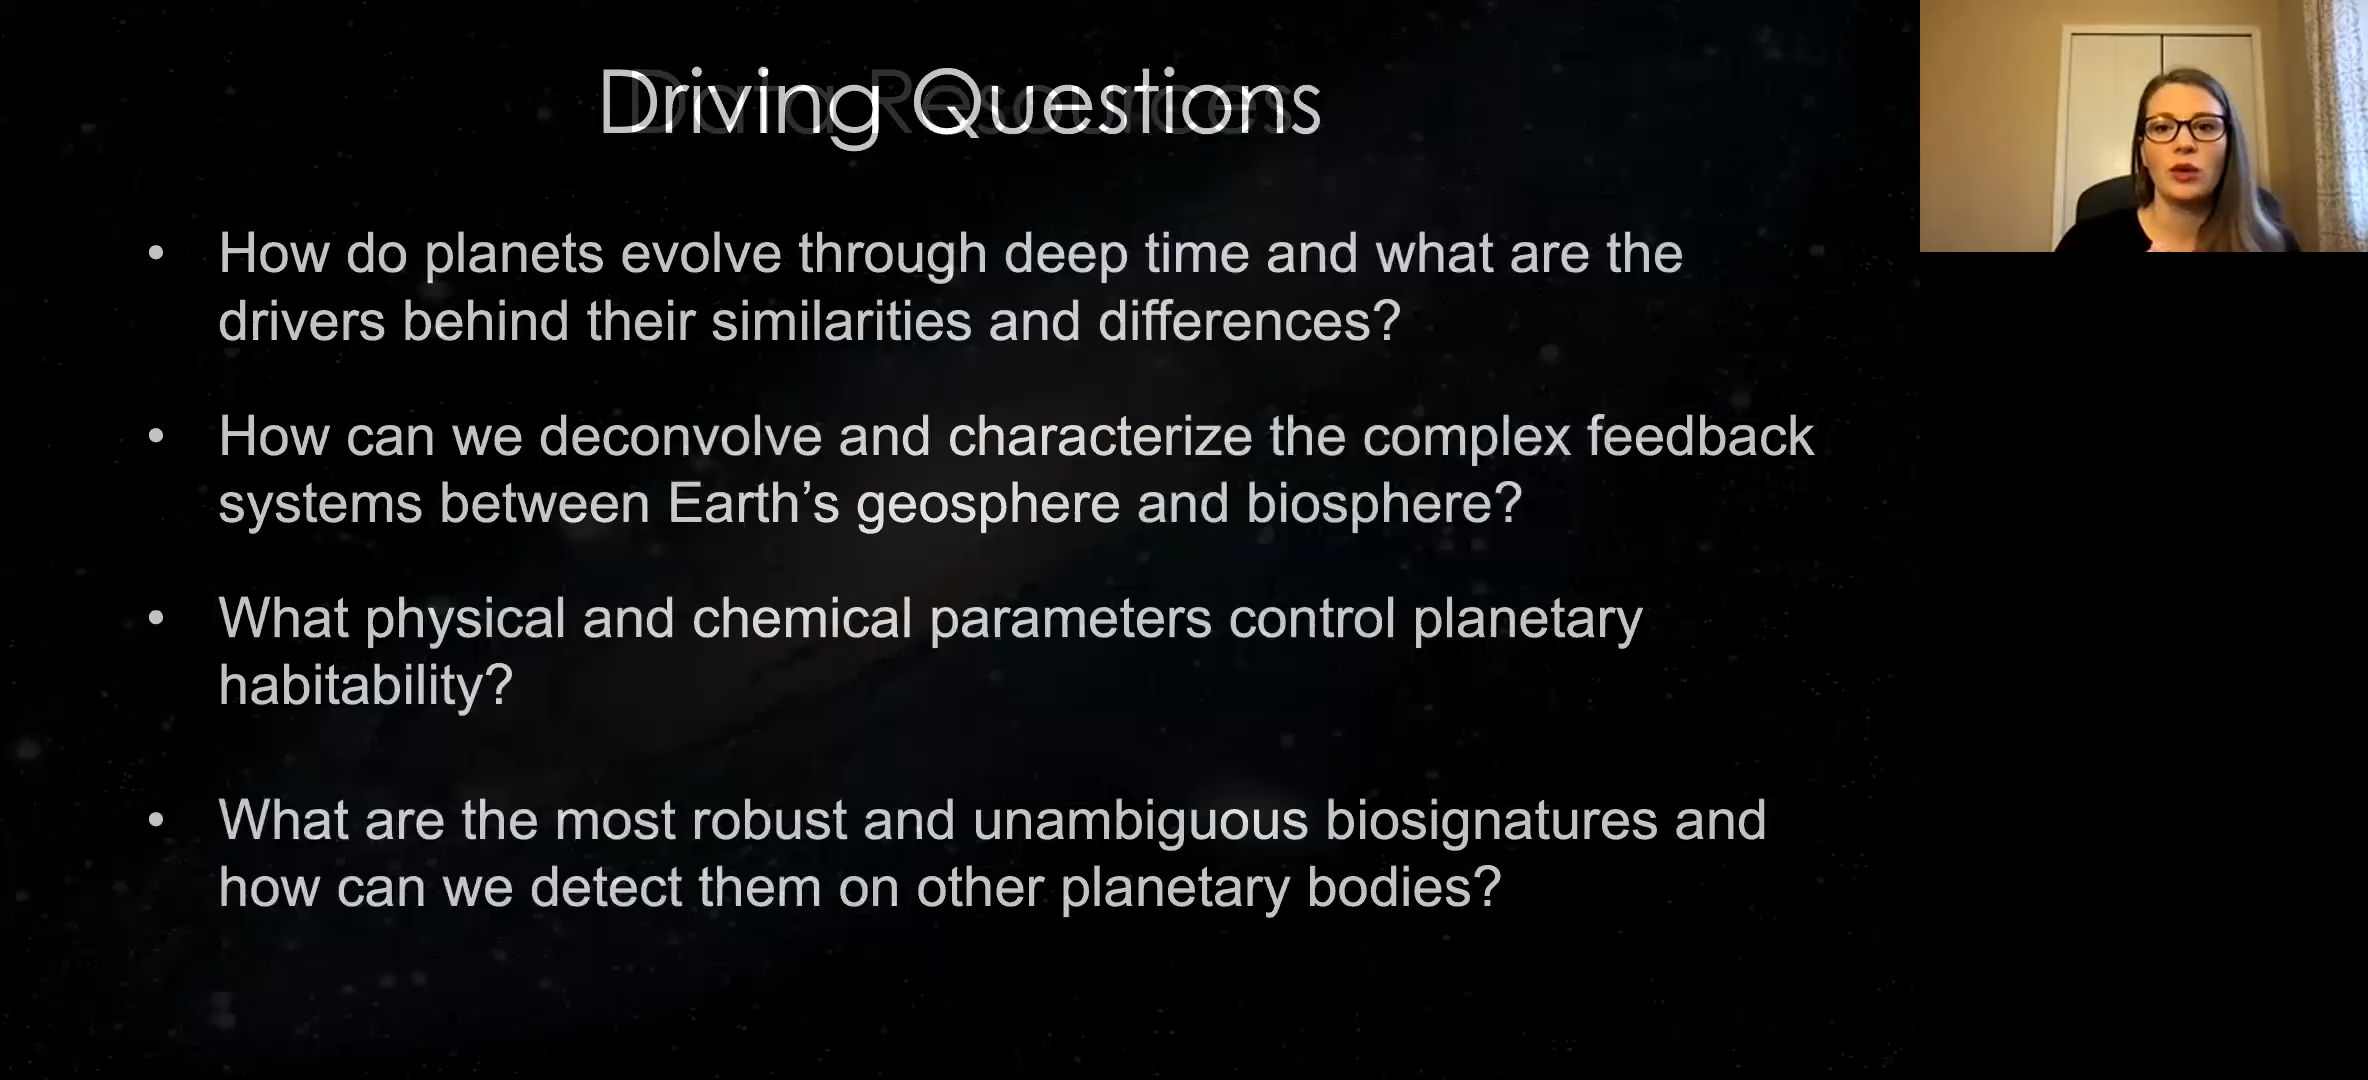 Driving Questions
Data Resources
• How do planets evolve through deep time and what are the
drivers behind their similarities and differences?
• How can we deconvolve and characterize the complex feedback
systems between Earth’s geosphere and biosphere?
• What physical and chemical parameters control planetary
habitability?
• What are the most robust and unambiguous biosignatures and
how can we detect them on other planetary bodies?